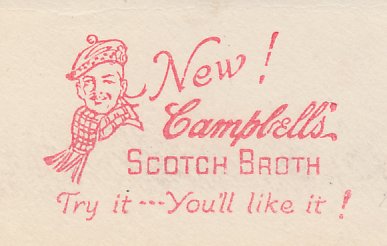 New!
Campbell's
SCOTCH BROTH
Try it---You'll like it!